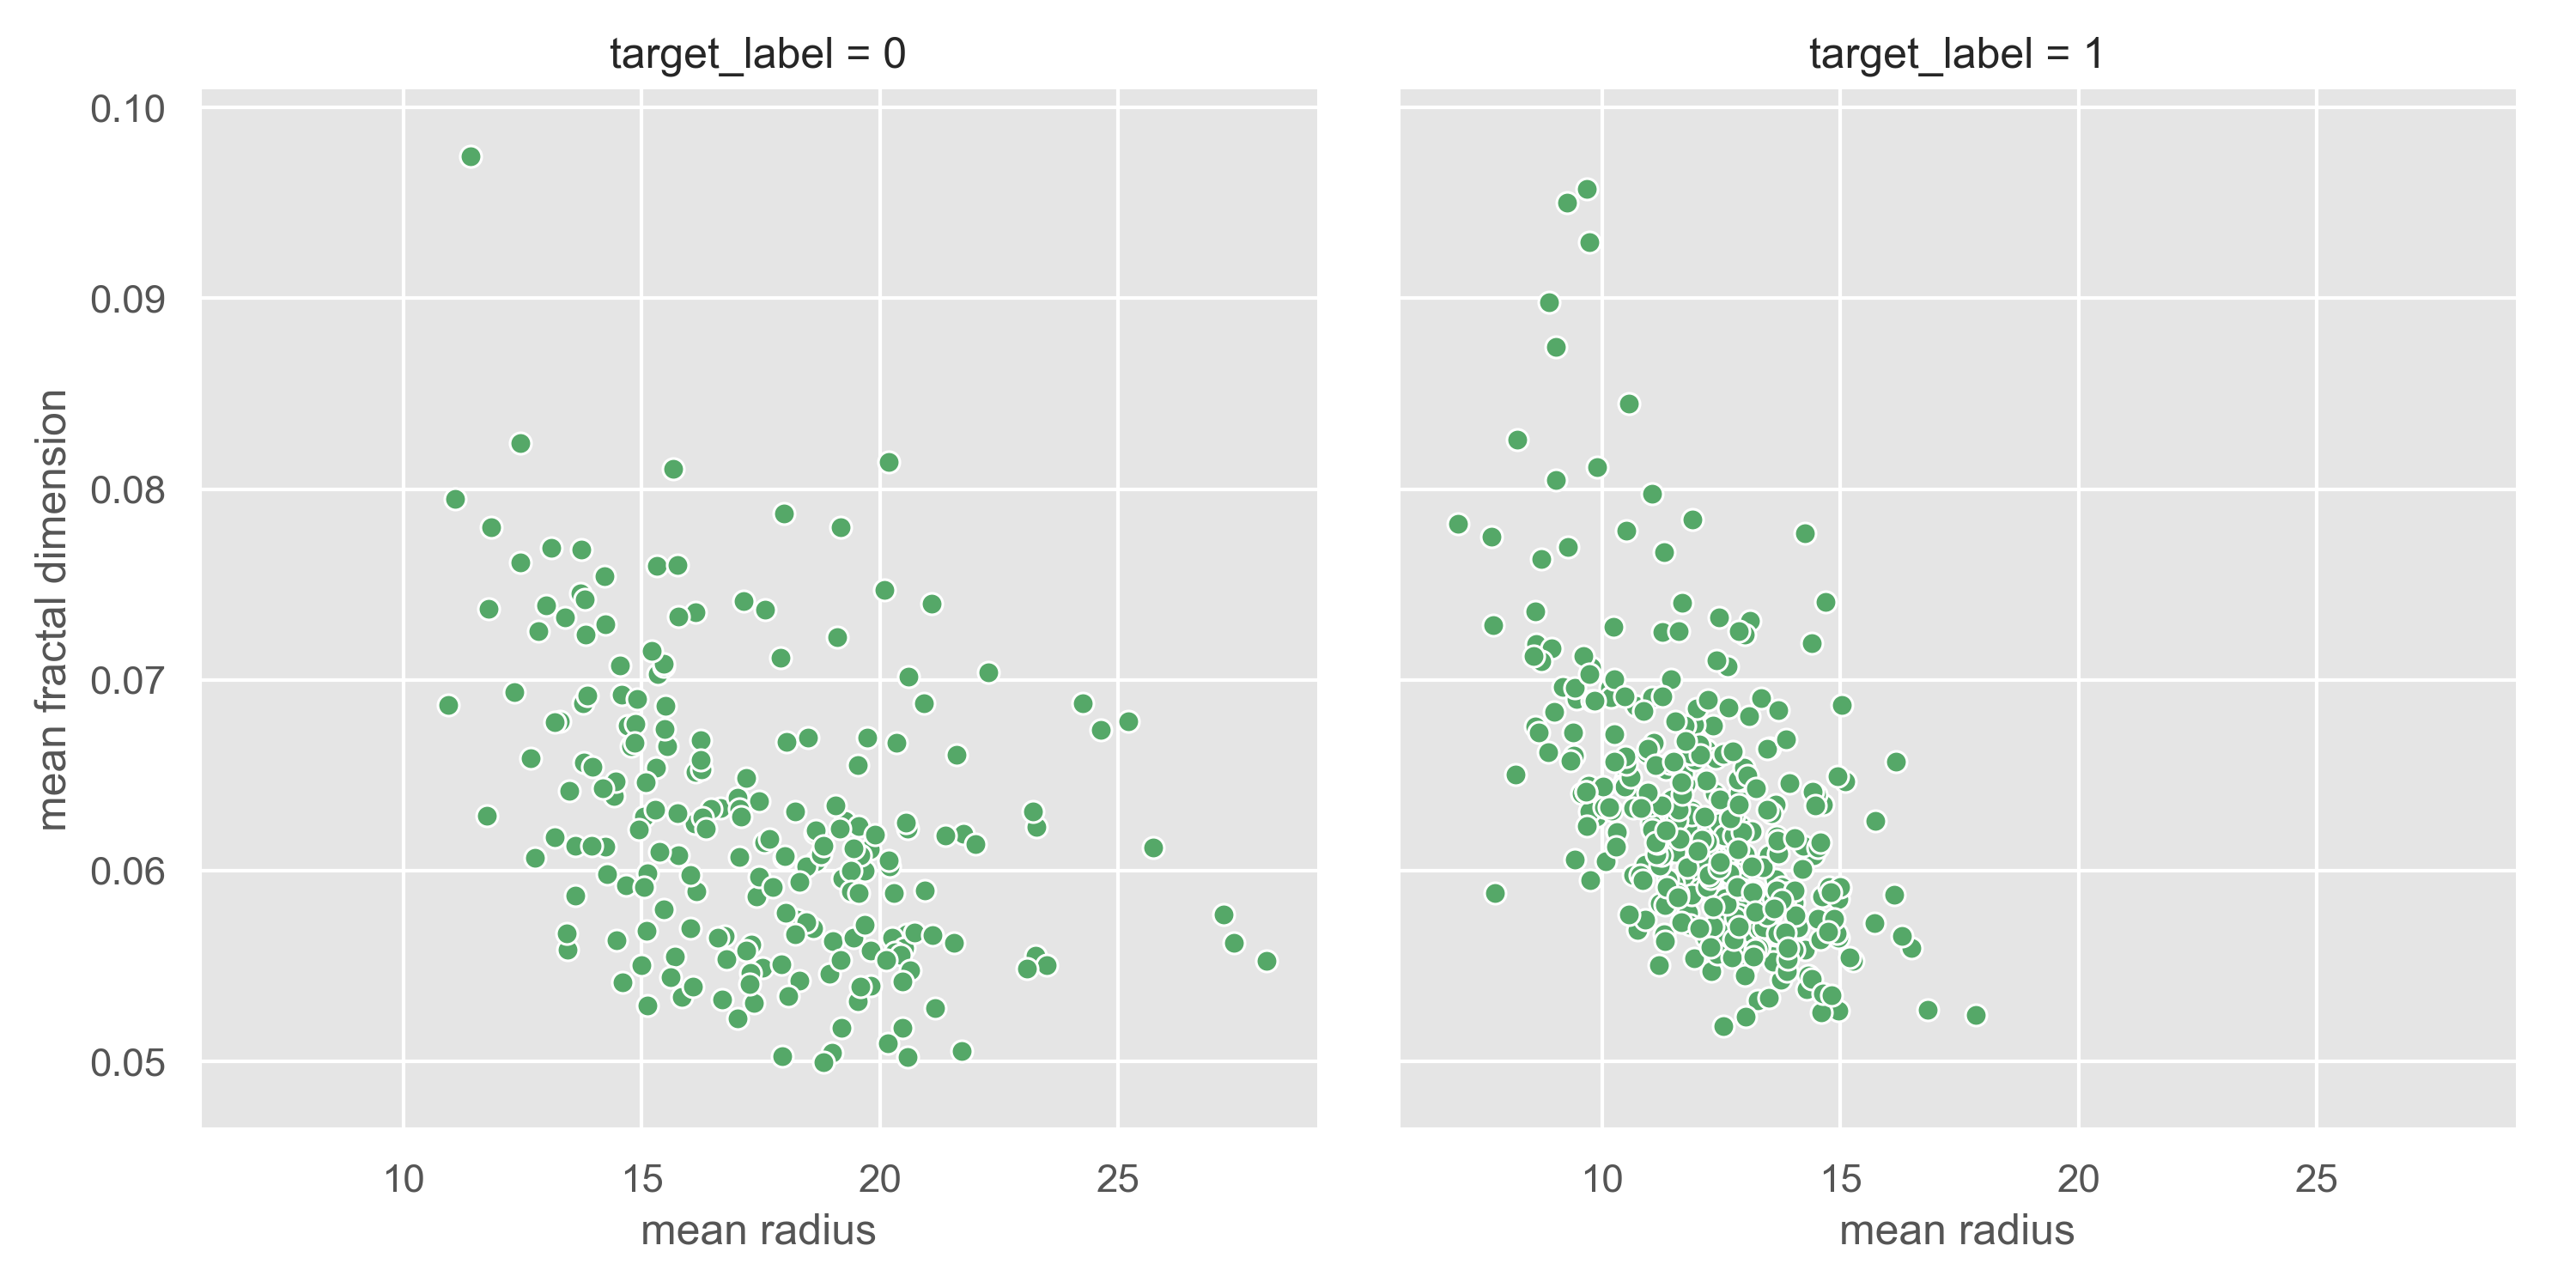 target_label = 0
target_label = 1
0.10
0.09
0.08
0.07
0.06
0.05
mean fractal dimension
10 15 20 25
10 15 20 25
mean radius
mean radius